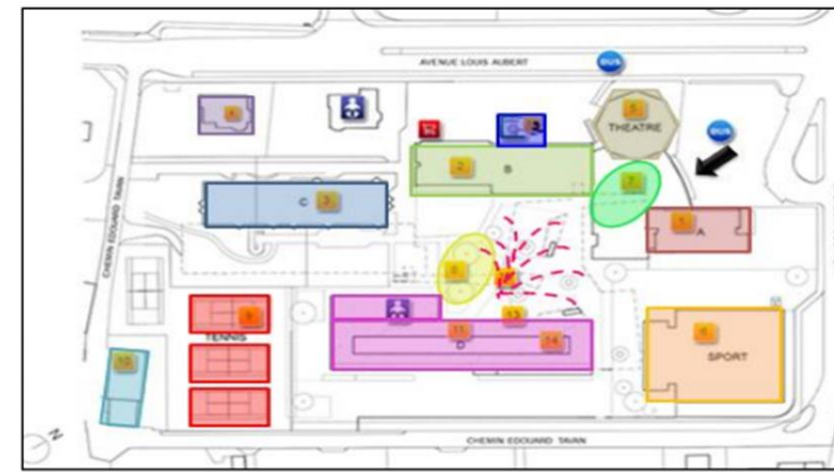 AVENUE LOUIS AUBERT
BUS
5
THEATRE
BUS
2
B
7
C
3
1
A
CHEMIN EDOUARD TAVAN
8
9
TENNIS
13
11
14
D
6
SPORT
10
N
CHEMIN EDOUARD TAVAN